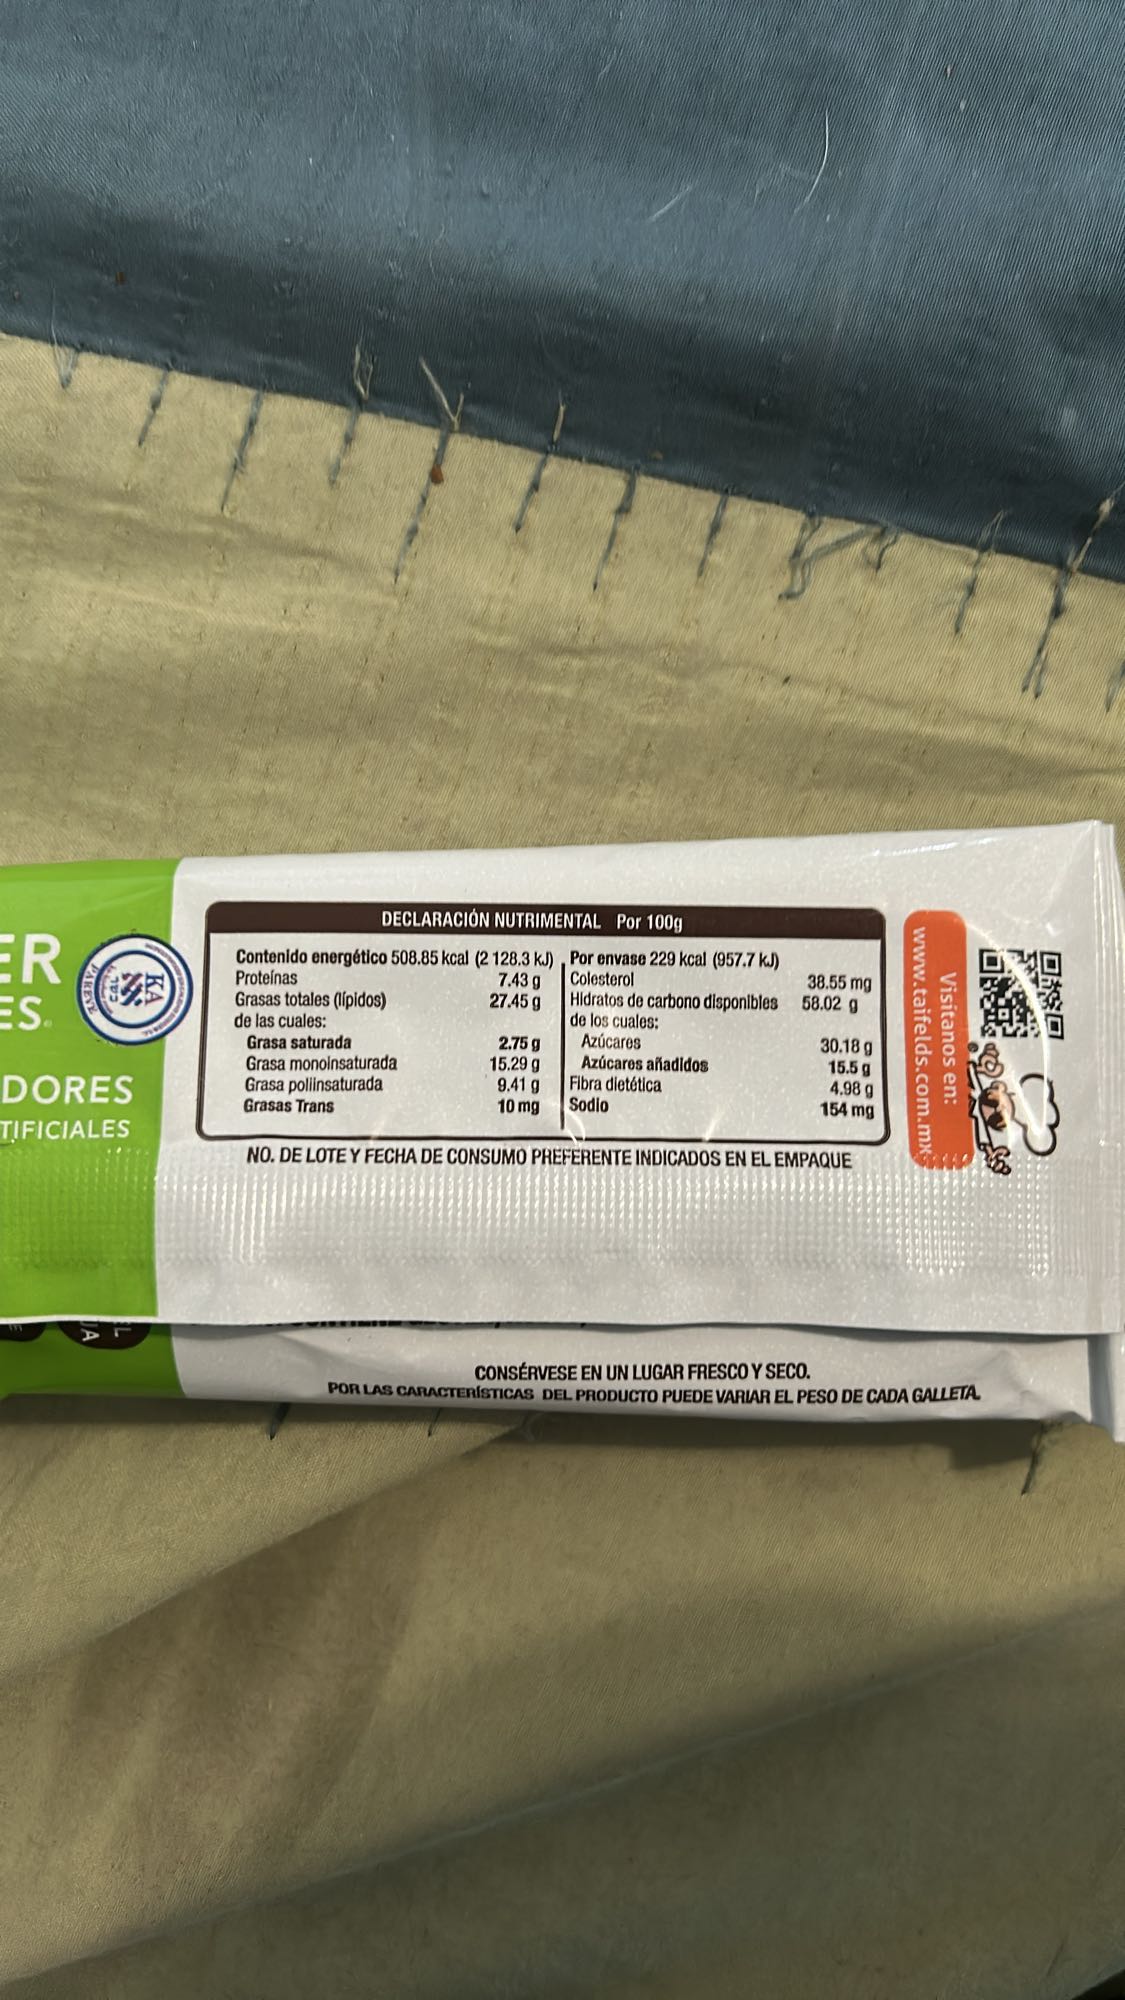 ER
ES.
DORES
TIFICIALES
KA
PAREVE
DECLARACIÓN NUTRIMENTAL Por 100g
Contenido energético 508.85 kcal (2 128.3 kJ)
Proteínas 7.43 g
Grasas totales (lípidos) 27.45 g
de las cuales:
Grasa saturada 2.75 g
Grasa monoinsaturada 15.29 g
Grasa poliinsaturada 9.41 g
Grasas Trans 10 mg
Por envase 229 kcal (957.7 kJ)
Colesterol 38.55 mg
Hidratos de carbono disponibles 58.02 g
de los cuales:
Azúcares 30.18 g
Azúcares añadidos 15.5 g
Fibra dietética 4.98 g
Sodio 154 mg
NO. DE LOTE Y FECHA DE CONSUMO PREFERENTE INDICADOS EN EL EMPAQUE
Visítanos en:
www.taifelds.com.mx
CONSÉRVESE EN UN LUGAR FRESCO Y SECO.
POR LAS CARACTERÍSTICAS DEL PRODUCTO PUEDE VARIAR EL PESO DE CADA GALLETA.